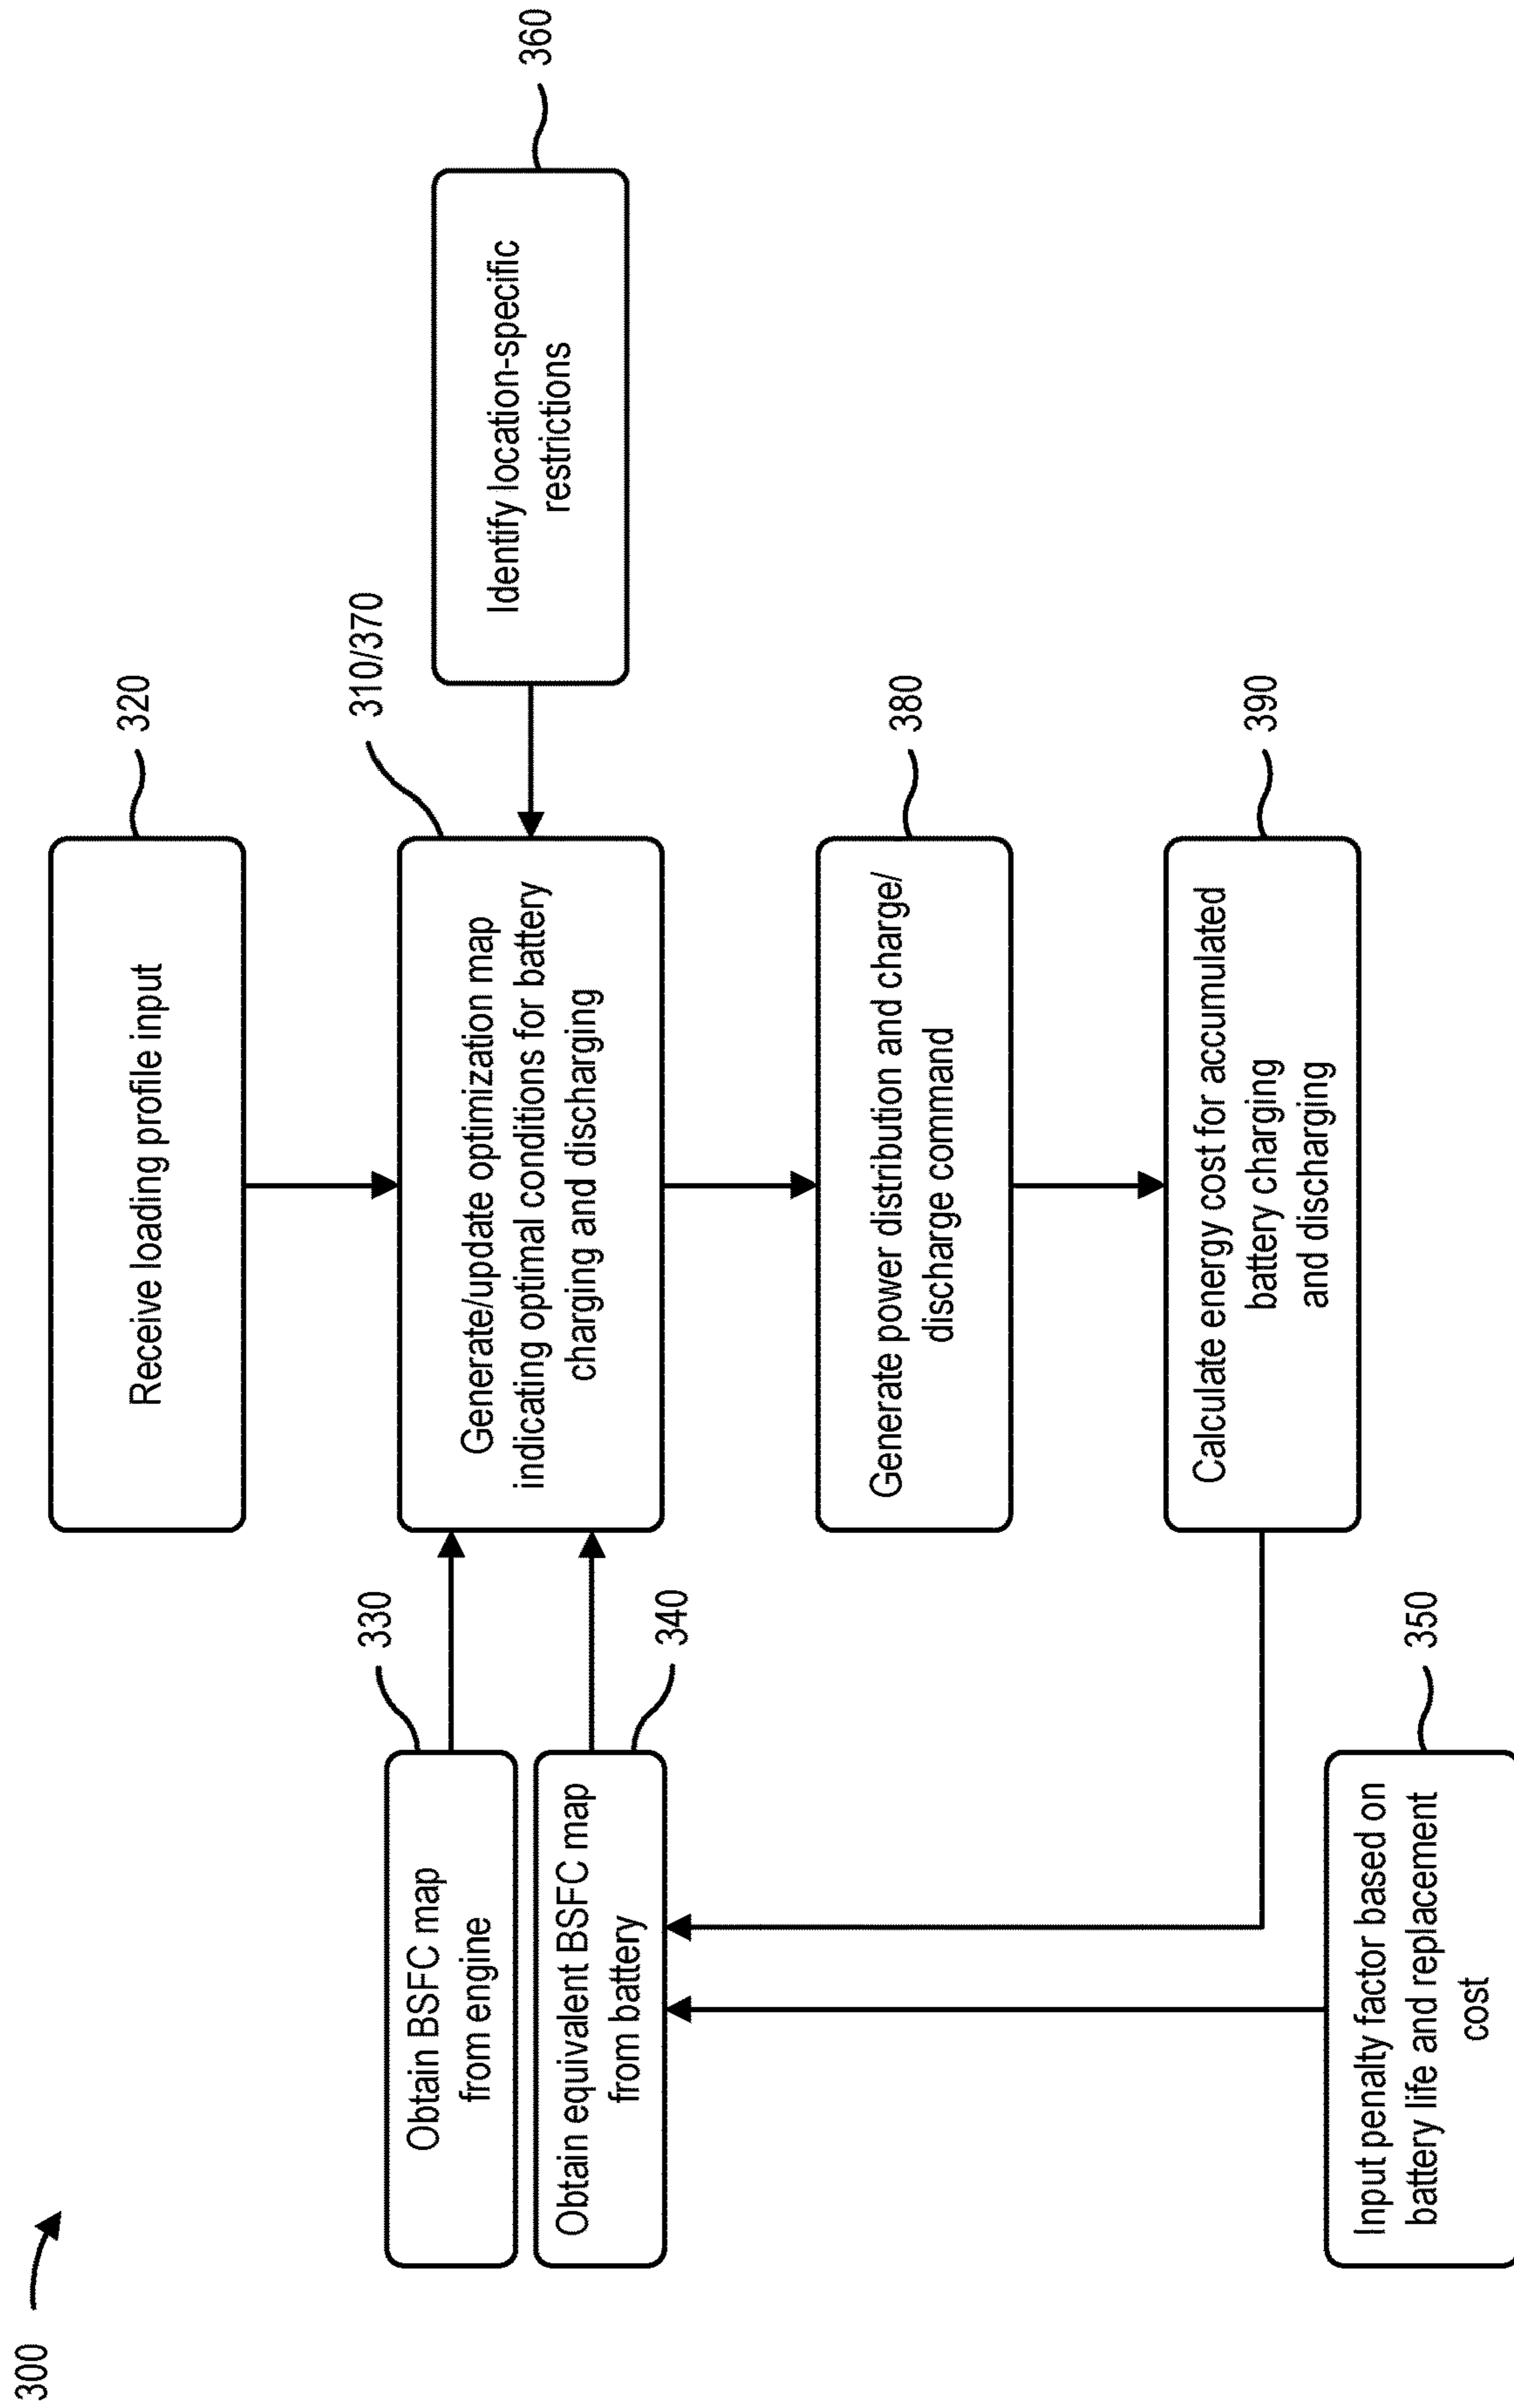 300
320
Receive loading profile input
330
Obtain BSFC map
from engine
340
Obtain equivalent BSFC map
from battery
310/370
Generate/update optimization map
indicating optimal conditions for battery
charging and discharging
360
Identify location-specific
restrictions
380
Generate power distribution and charge/
discharge command
390
Calculate energy cost for accumulated
battery charging
and discharging
350
Input penalty factor based on
battery life and replacement
cost